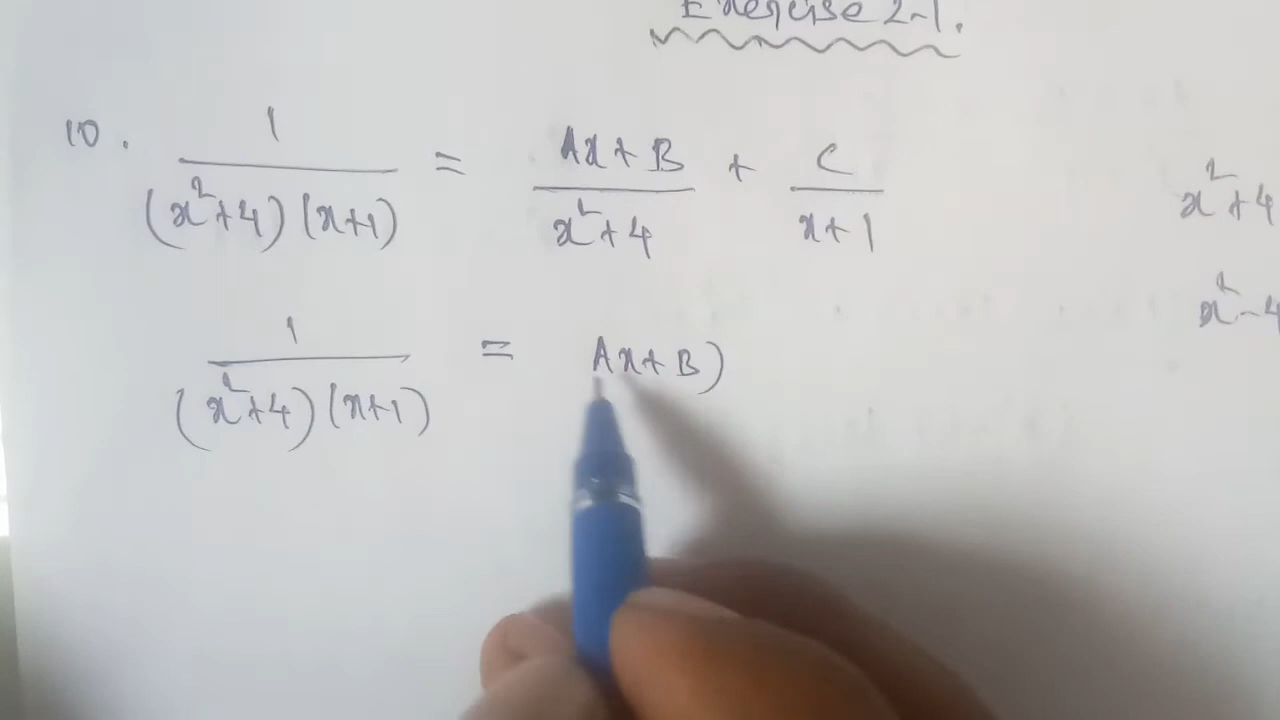 Exercise 2.1.
10. 1/((x²+4)(x+1)) = (Ax+B)/(x²+4) + C/(x+1)
x²+4
x²-4
1/((x²+4)(x+1)) = Ax+B)